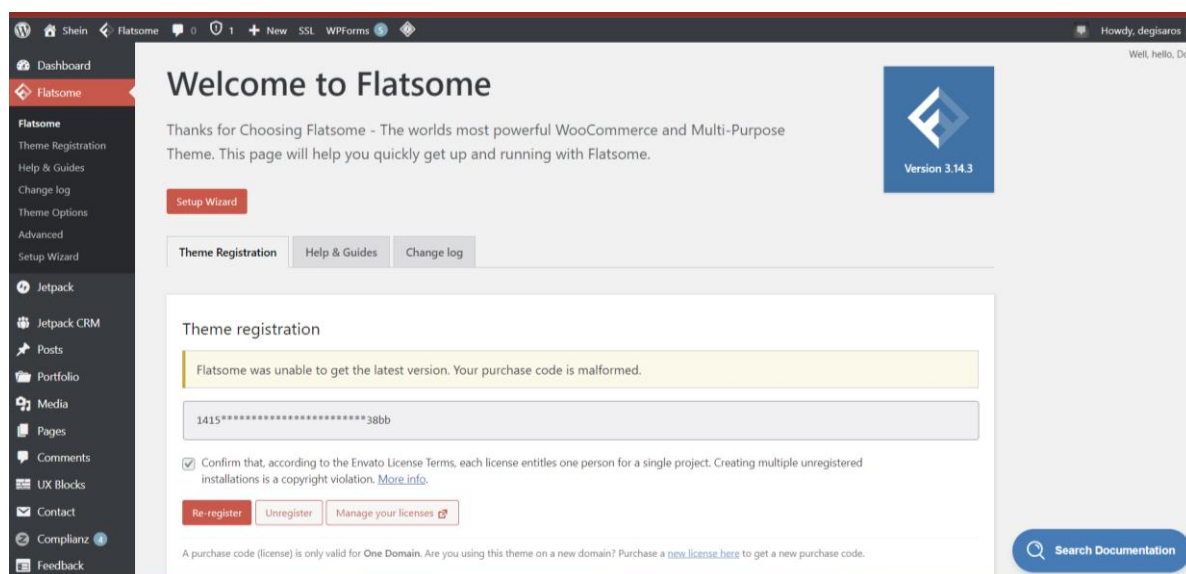 Shein Flatsome 0 1 + New SSL WPForms 5 Howdy, degisaros
Well, hello, Do
Dashboard
Flatsome
Flatsome
Theme Registration
Help & Guides
Change log
Theme Options
Advanced
Setup Wizard
Jetpack
Jetpack CRM
Posts
Portfolio
Media
Pages
Comments
UX Blocks
Contact
Complianz 4
Feedback
Welcome to Flatsome
Thanks for Choosing Flatsome - The worlds most powerful WooCommerce and Multi-Purpose
Theme. This page will help you quickly get up and running with Flatsome.
Version 3.14.3
Setup Wizard
Theme Registration Help & Guides Change log
Theme registration
Flatsome was unable to get the latest version. Your purchase code is malformed.
1415****************************38bb
Confirm that, according to the Envato License Terms, each license entitles one person for a single project. Creating multiple unregistered
installations is a copyright violation. More info.
Re-register Unregister Manage your licenses
A purchase code (license) is only valid for One Domain. Are you using this theme on a new domain? Purchase a new license here to get a new purchase code.
Search Documentation